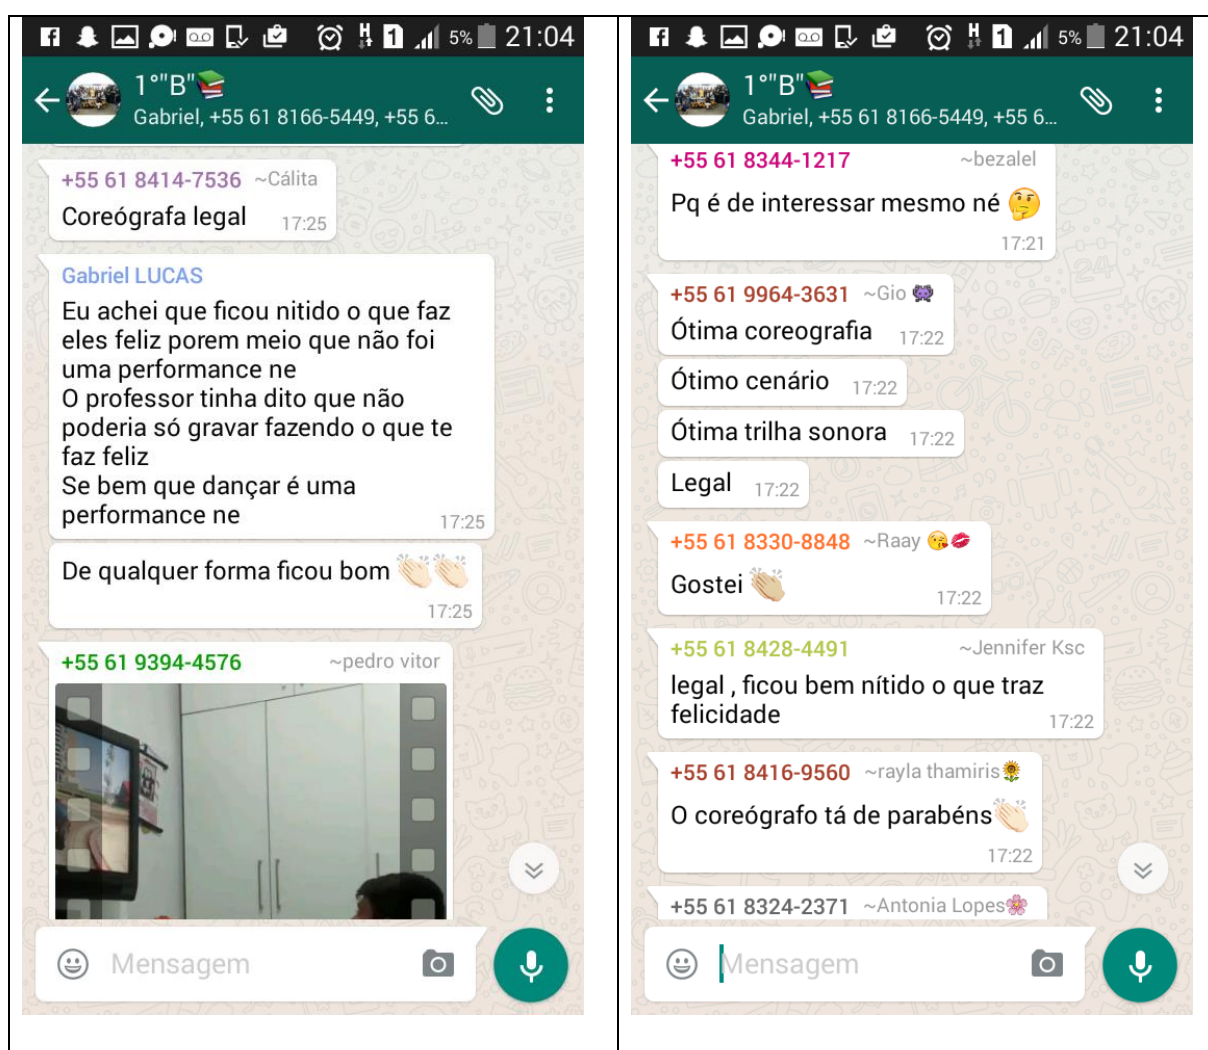 5% 21:04
1°"B"📚
Gabriel, +55 61 8166-5449, +55 6...
+55 61 8414-7536 ~Cálita
Coreógrafa legal 17:25
Gabriel LUCAS
Eu achei que ficou nitido o que faz
eles feliz porem meio que não foi
uma performance ne
O professor tinha dito que não
poderia só gravar fazendo o que te
faz feliz
Se bem que dançar é uma
performance ne 17:25
De qualquer forma ficou bom 👏🏻👏🏻
17:25
+55 61 9394-4576 ~pedro vitor
Mensagem
5% 21:04
1°"B"📚
Gabriel, +55 61 8166-5449, +55 6...
+55 61 8344-1217 ~bezalel
Pq é de interessar mesmo né 🤔
17:21
+55 61 9964-3631 ~Gio 👾
Ótima coreografia 17:22
Ótimo cenário 17:22
Ótima trilha sonora 17:22
Legal 17:22
+55 61 8330-8848 ~Raay 😘💋
Gostei 👏🏼 17:22
+55 61 8428-4491 ~Jennifer Ksc
legal , ficou bem nítido o que traz
felicidade 17:22
+55 61 8416-9560 ~rayla thamiris🌻
O coreógrafo tá de parabéns👏🏻
17:22
+55 61 8324-2371 ~Antonia Lopes🌸
Mensagem